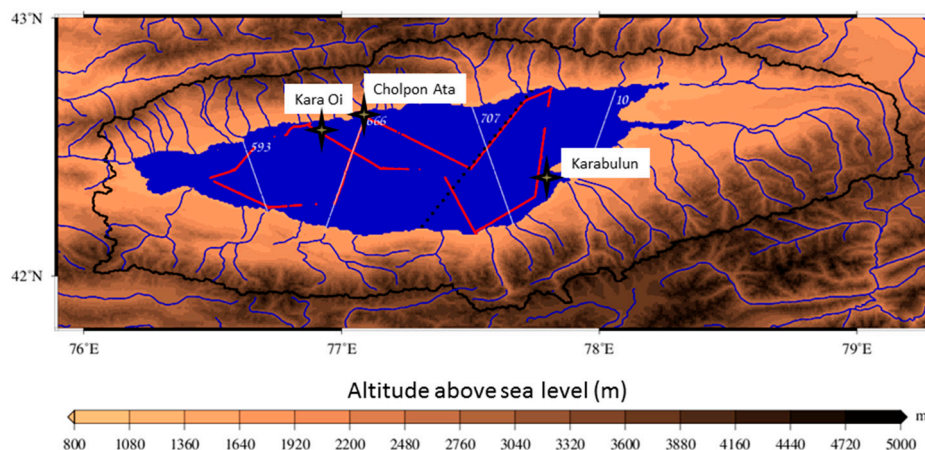 43°N
Cholpon Ata
Kara Oi
10
707
666
593
Karabulun
42°N
76°E 77°E 78°E 79°E
Altitude above sea level (m)
m
800 1080 1360 1640 1920 2200 2480 2760 3040 3320 3600 3880 4160 4440 4720 5000